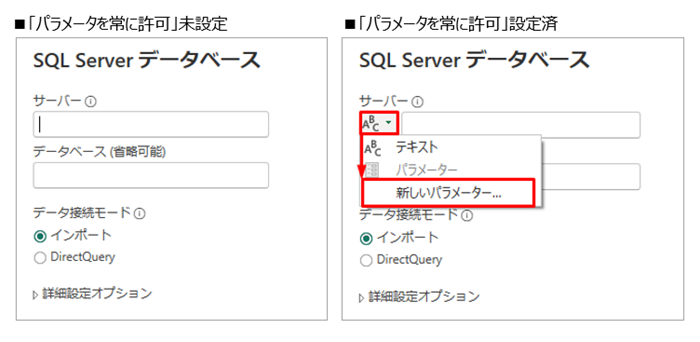 ■「パラメータを常に許可」未設定
SQL Server データベース
サーバー ⓘ
データベース (省略可能)
データ接続モード ⓘ
インポート
DirectQuery
詳細設定オプション
■「パラメータを常に許可」設定済
SQL Server データベース
サーバー ⓘ
ABC
ABC テキスト
パラメーター
新しいパラメーター...
データ接続モード ⓘ
インポート
DirectQuery
詳細設定オプション